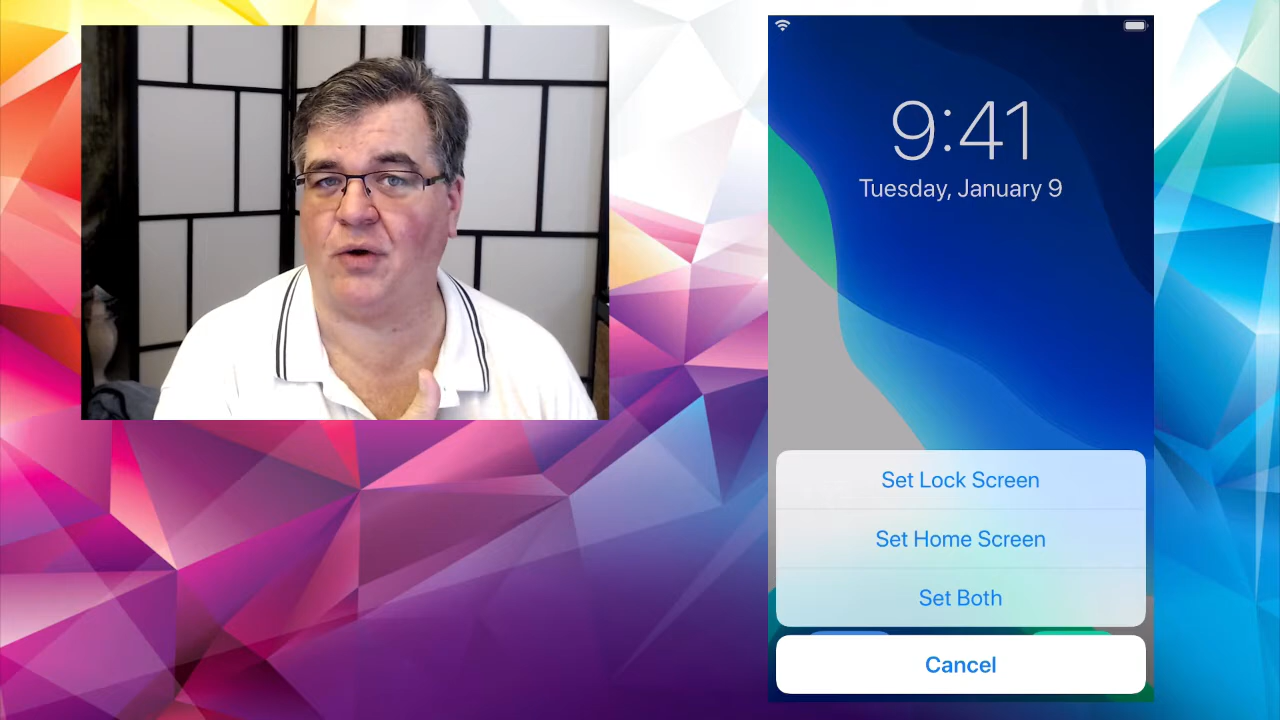 9:41
Tuesday, January 9
Set Lock Screen
Set Home Screen
Set Both
Cancel